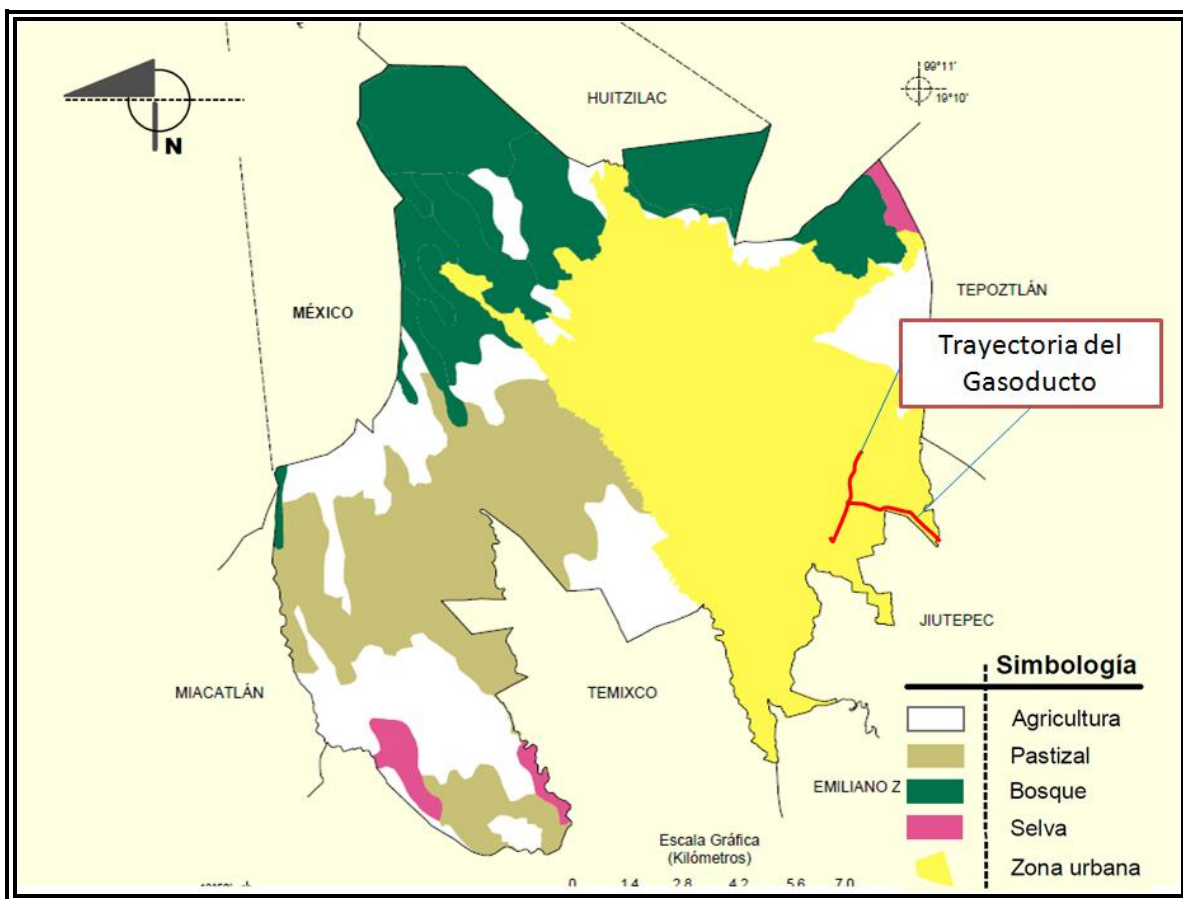 N
HUITZILAC
99°11'
19°10'
TEPOZTLÁN
MÉXICO
Trayectoria del
Gasoducto
JIUTEPEC
MIACATLÁN
TEMIXCO
EMILIANO Z
Simbología
Agricultura
Pastizal
Bosque
Selva
Zona urbana
Escala Gráfica
(Kilómetros)
0 1.4 2.8 4.2 5.6 7.0